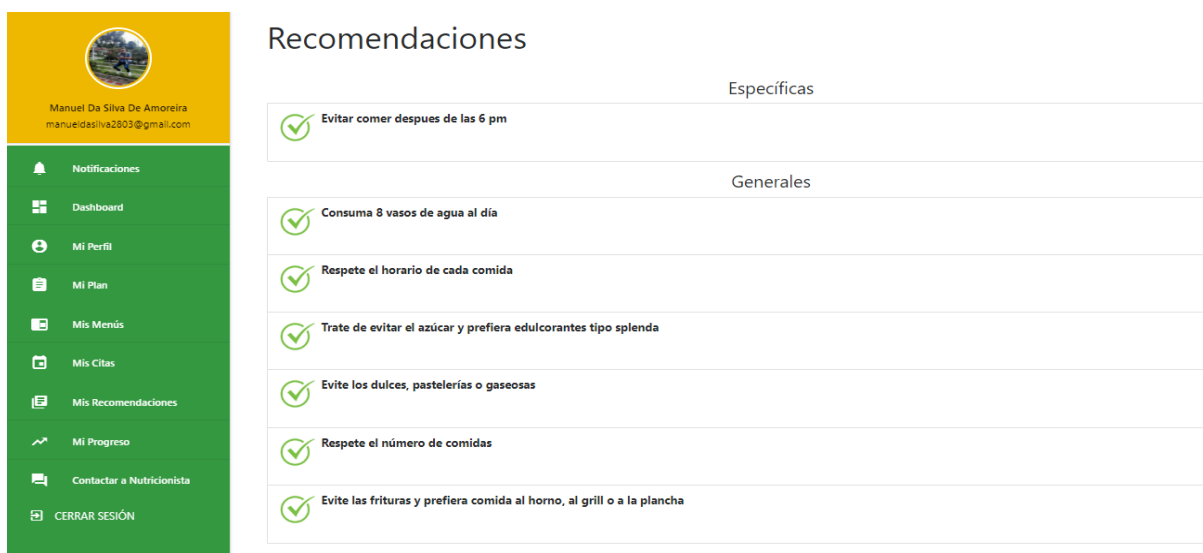 Manuel Da Silva De Amoreira
manueldasilva2803@gmail.com
Notificaciones
Dashboard
Mi Perfil
Mi Plan
Mis Menús
Mis Citas
Mis Recomendaciones
Mi Progreso
Contactar a Nutricionista
CERRAR SESIÓN
Recomendaciones
Específicas
Evitar comer despues de las 6 pm
Generales
Consuma 8 vasos de agua al día
Respete el horario de cada comida
Trate de evitar el azúcar y prefiera edulcorantes tipo splenda
Evite los dulces, pastelerías o gaseosas
Respete el número de comidas
Evite las frituras y prefiera comida al horno, al grill o a la plancha